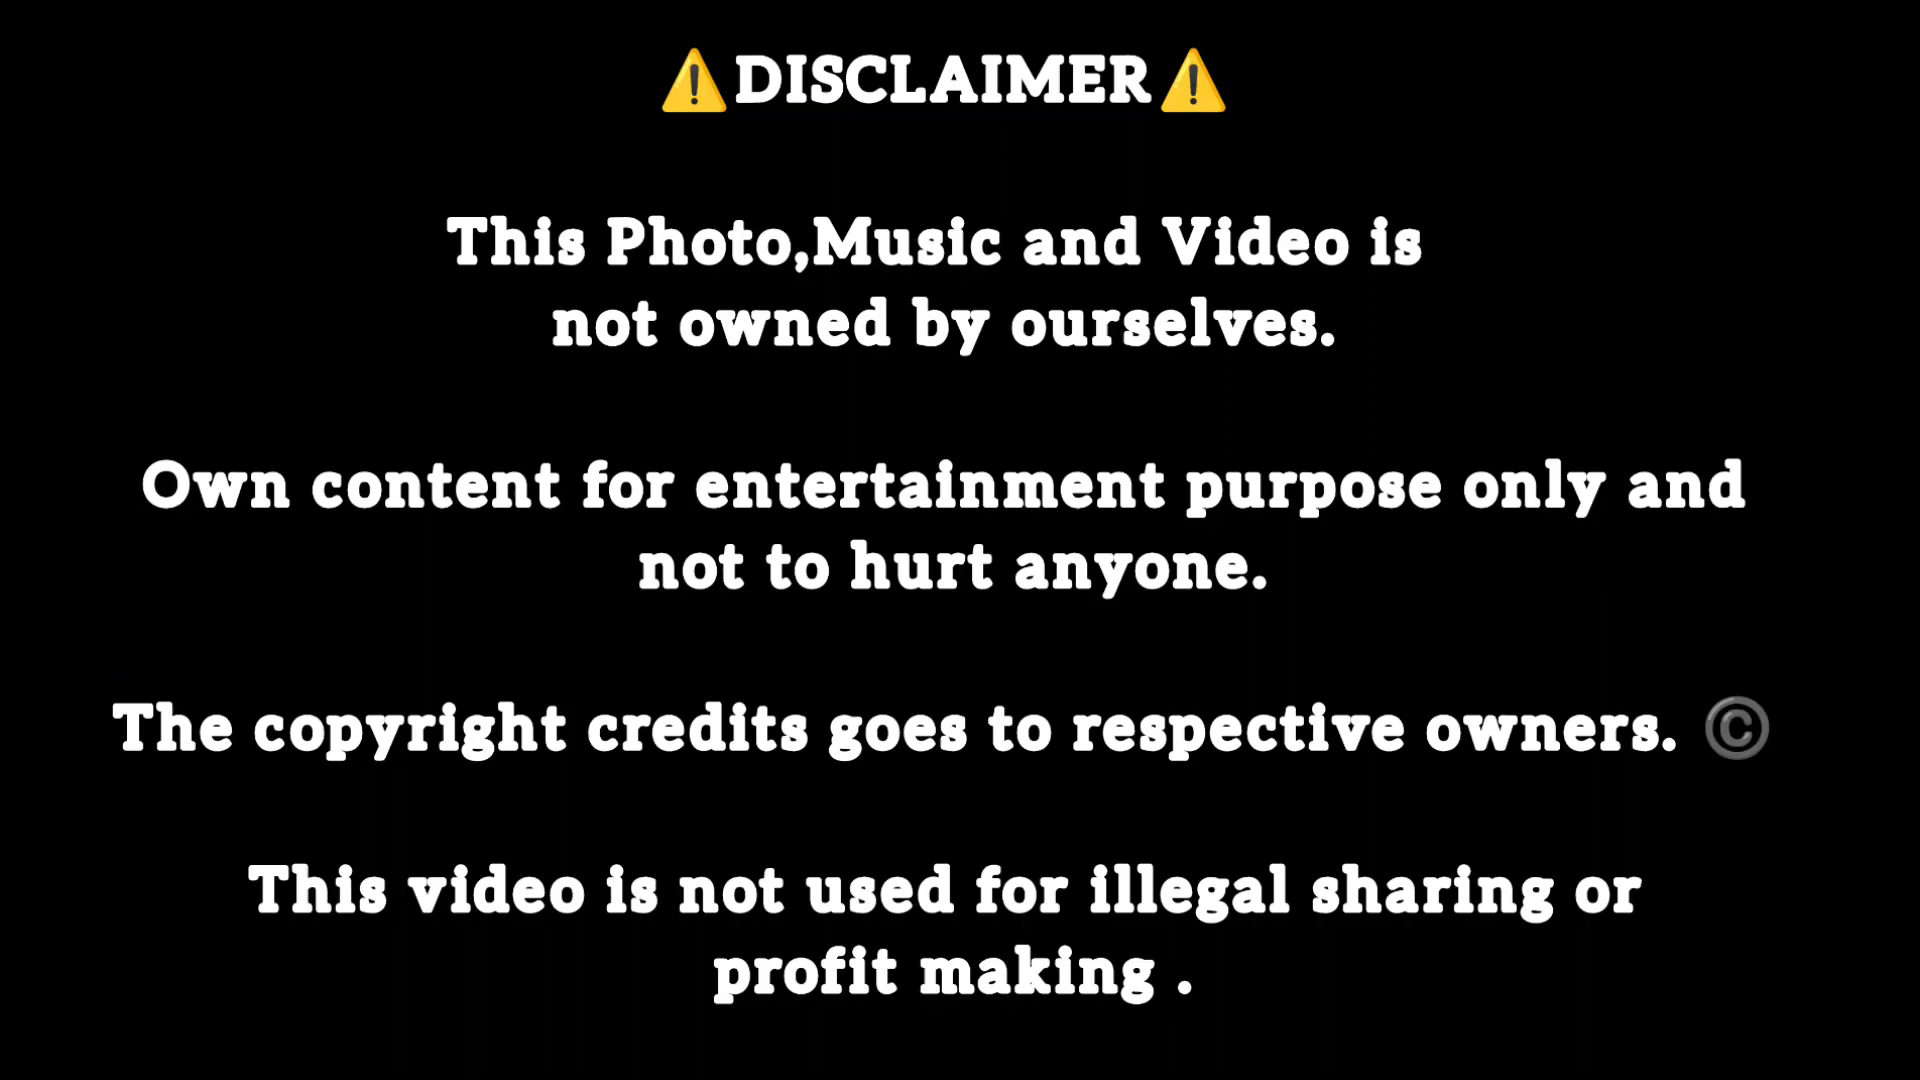 ⚠️DISCLAIMER⚠️
This Photo,Music and Video is
not owned by ourselves.
Own content for entertainment purpose only and
not to hurt anyone.
The copyright credits goes to respective owners. ©️
This video is not used for illegal sharing or
profit making .